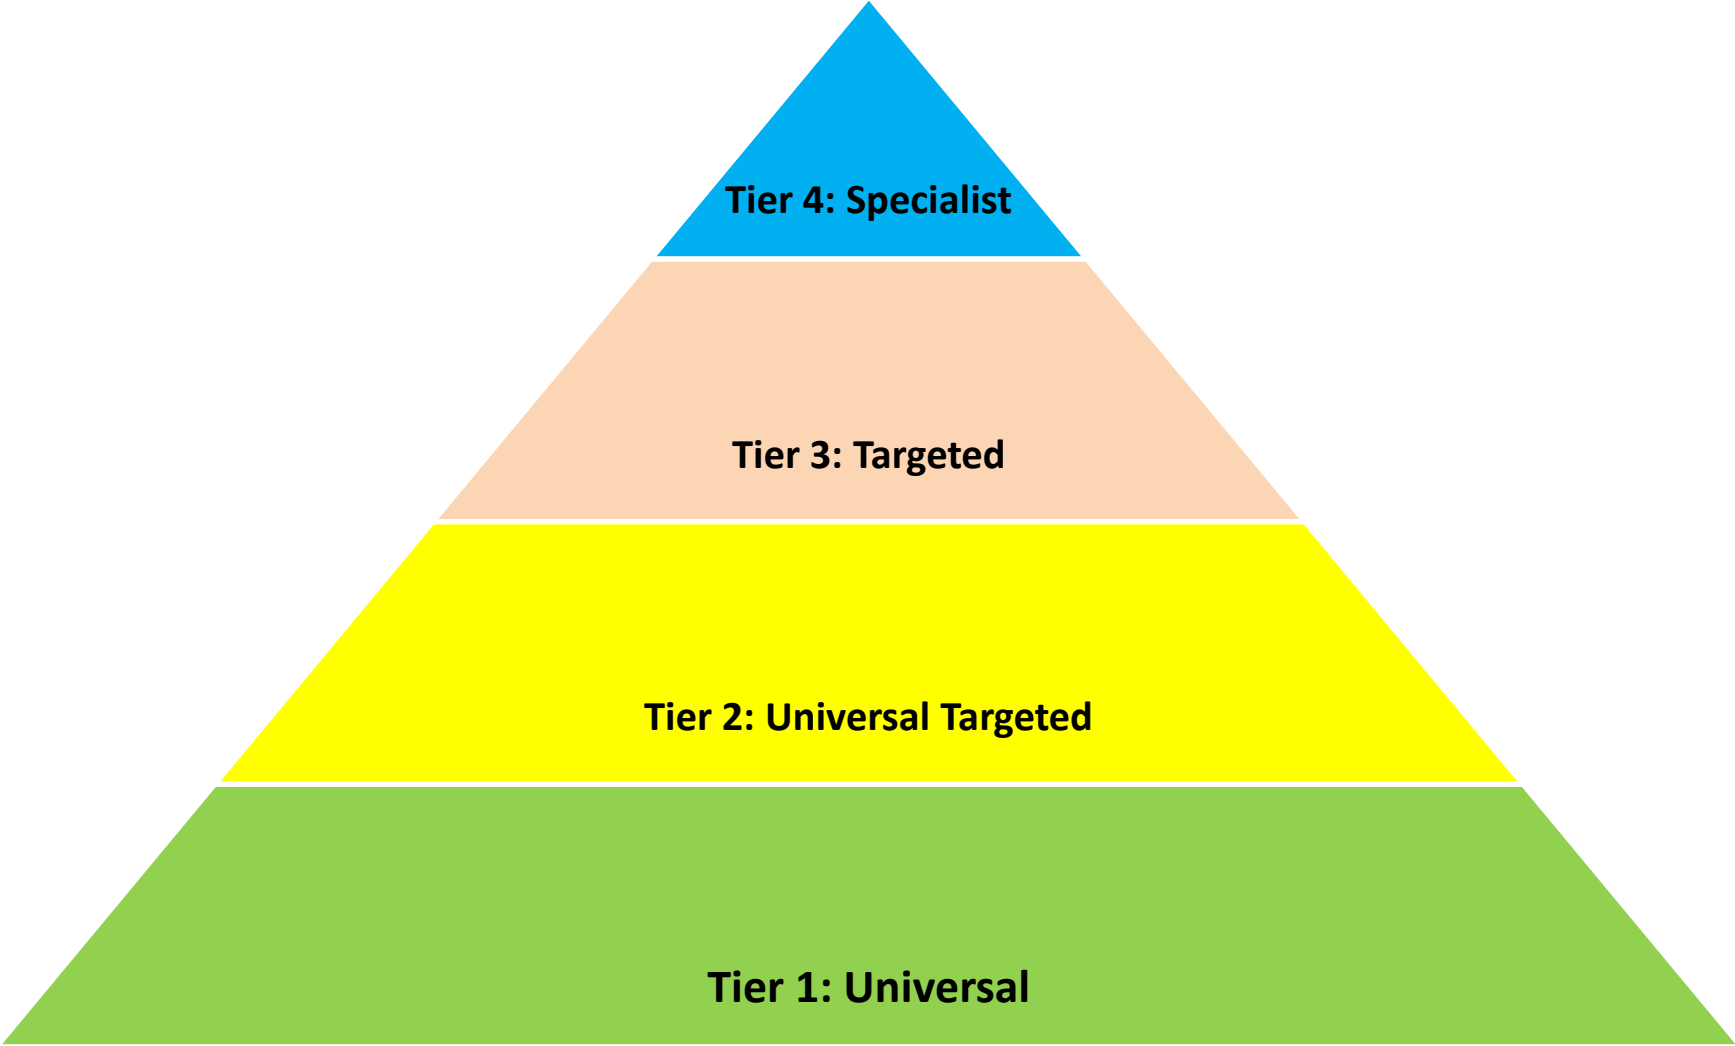 Tier 4: Specialist
Tier 3: Targeted
Tier 2: Universal Targeted
Tier 1: Universal